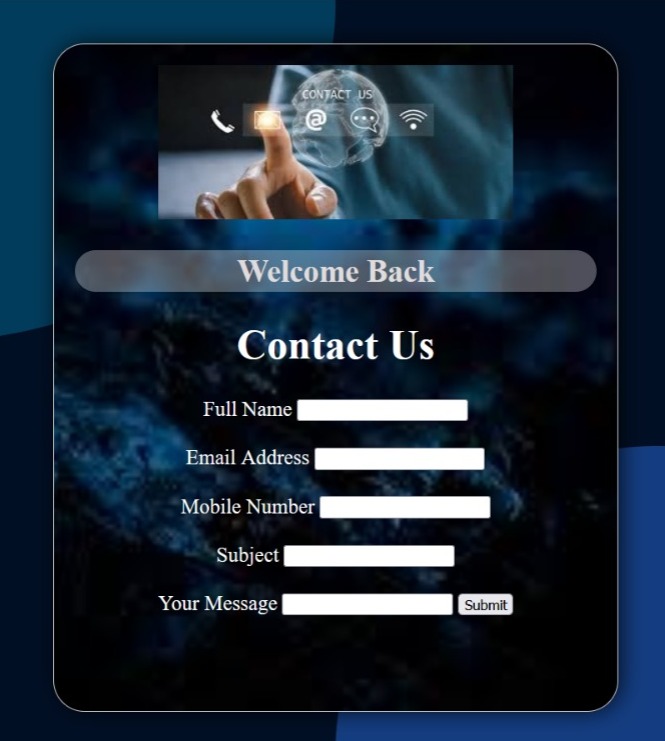 CONTACT US
@
Welcome Back
Contact Us
Full Name
Email Address
Mobile Number
Subject
Your Message Submit